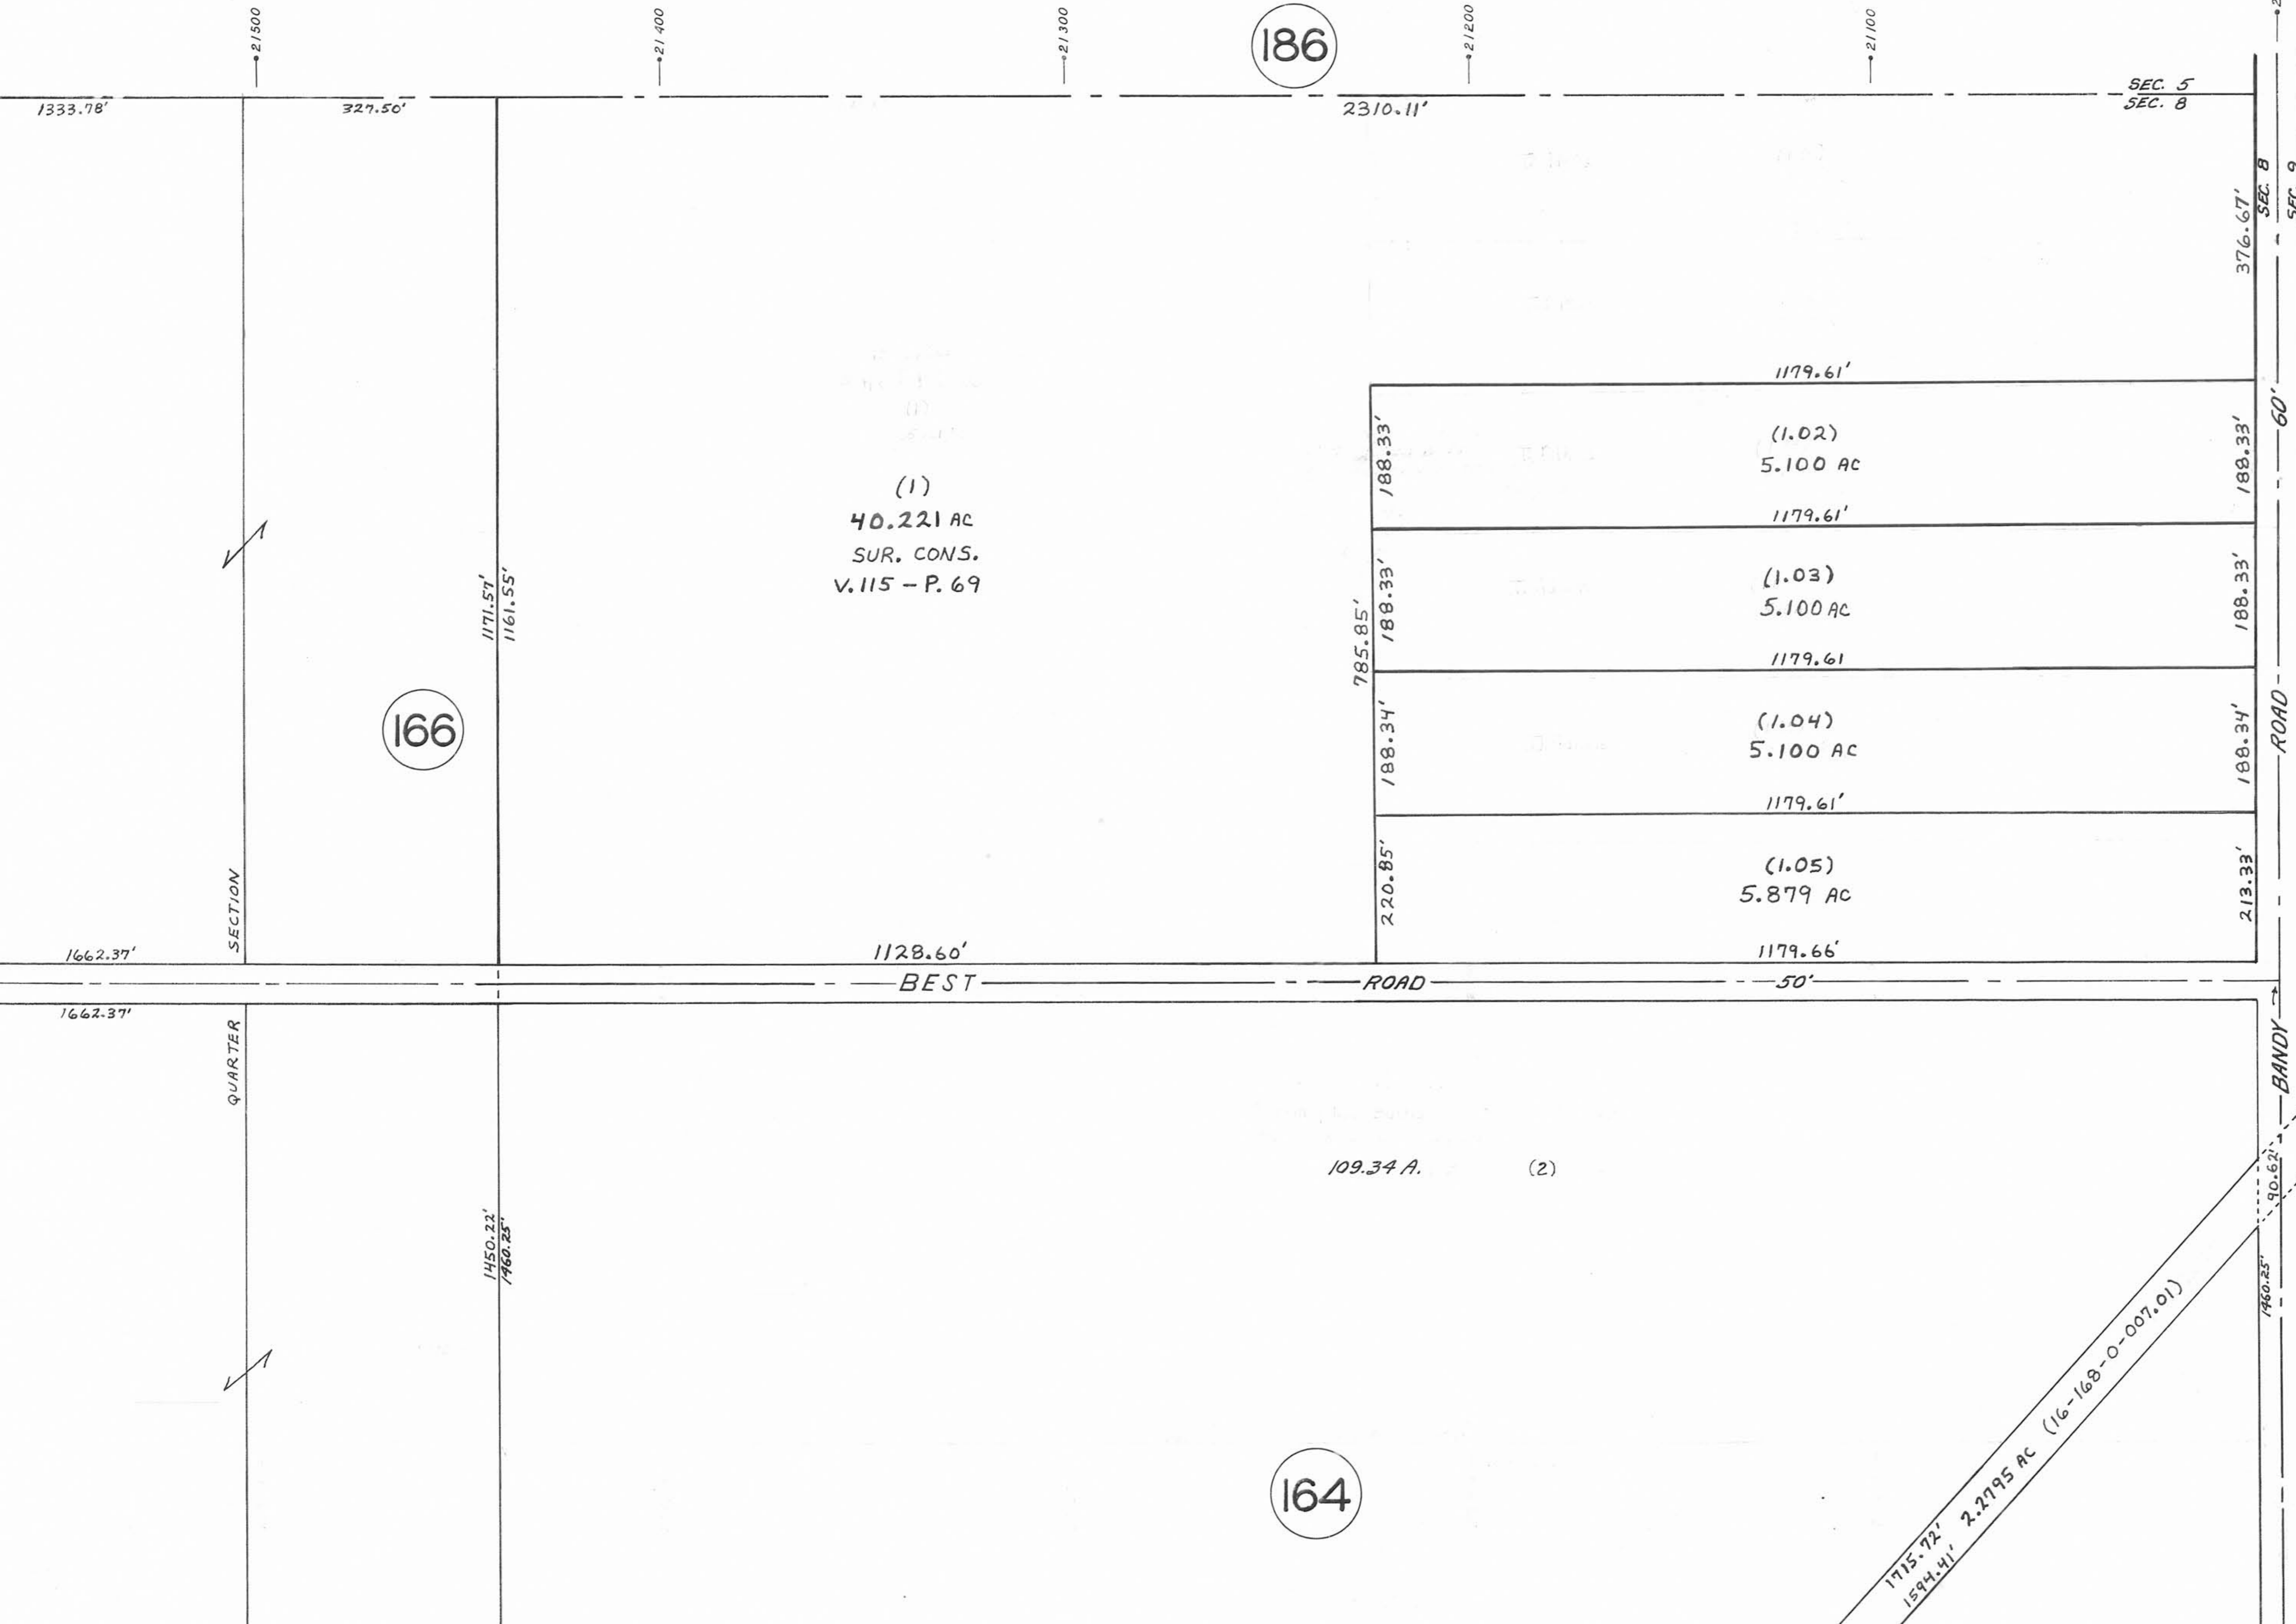 21500
21400
21300
186
21200
21100
1333.78'
327.50'
2310.11'
SEC. 5
SEC. 8
SEC. 8
376.67'
1179.61'
60'
(1.02)
5.100 AC
188.33'
188.33'
1179.61'
(1)
40.221 AC
SUR. CONS.
V.115 – P. 69
(1.03)
5.100 AC
188.33'
188.33'
1171.57'
1161.55'
785.85'
1179.61
166
(1.04)
5.100 AC
188.34'
188.34'
ROAD
1179.61'
(1.05)
5.879 AC
220.85'
213.33'
SECTION
1662.37'
1128.60'
1179.66'
BEST ROAD 50'
1662.37'
QUARTER
BANDY
109.34 A. (2)
90.62'
1450.22'
1460.25'
1460.25'
164
1715.72' 2.2795 AC (16-168-0-007.01)
1594.41'